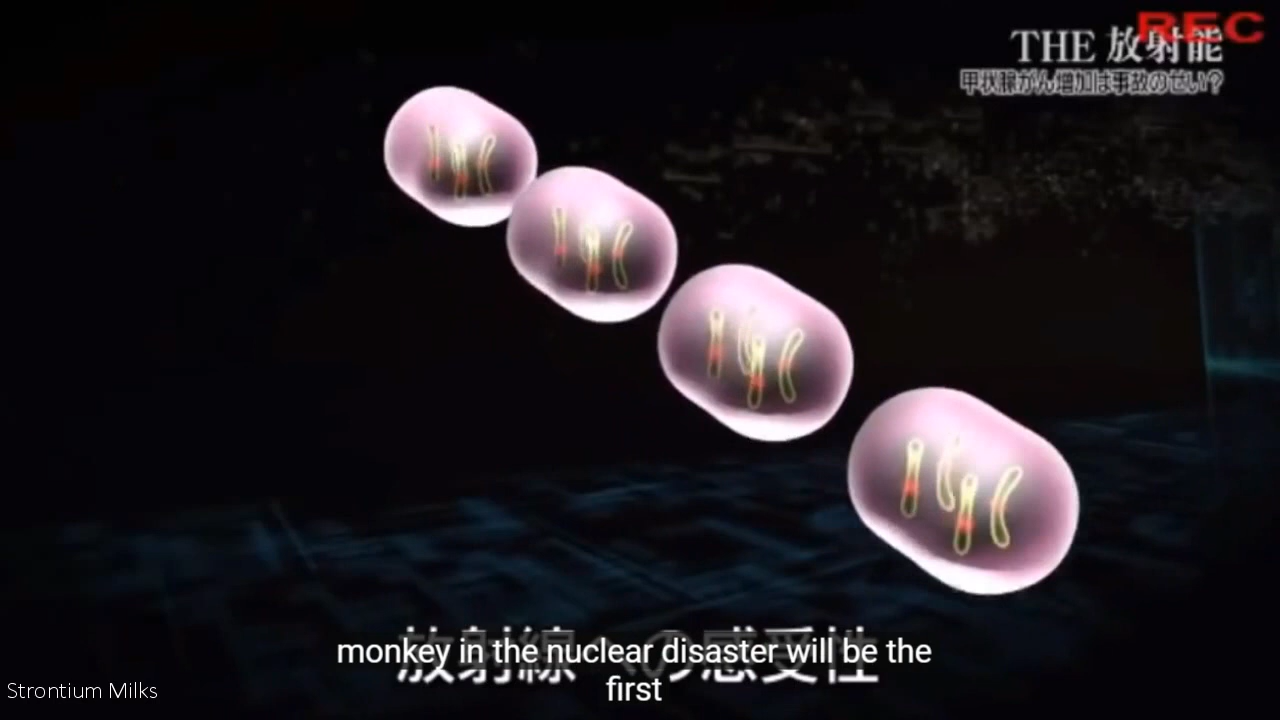 REC
THE 放射能
甲状腺がん増加は事故のせい?
放射線への感受性
monkey in the nuclear disaster will be the
first
Strontium Milks